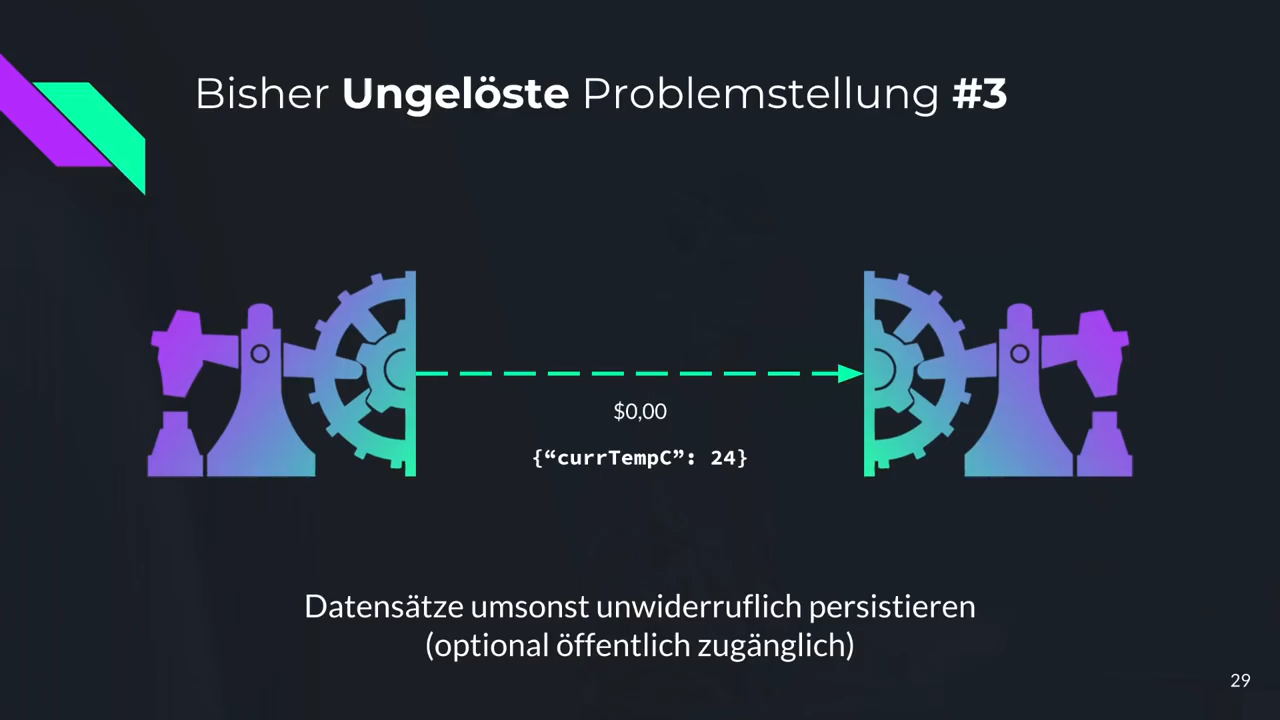 Bisher Ungelöste Problemstellung #3
$0,00
{“currTempC”: 24}
Datensätze umsonst unwiderruflich persistieren
(optional öffentlich zugänglich)
29